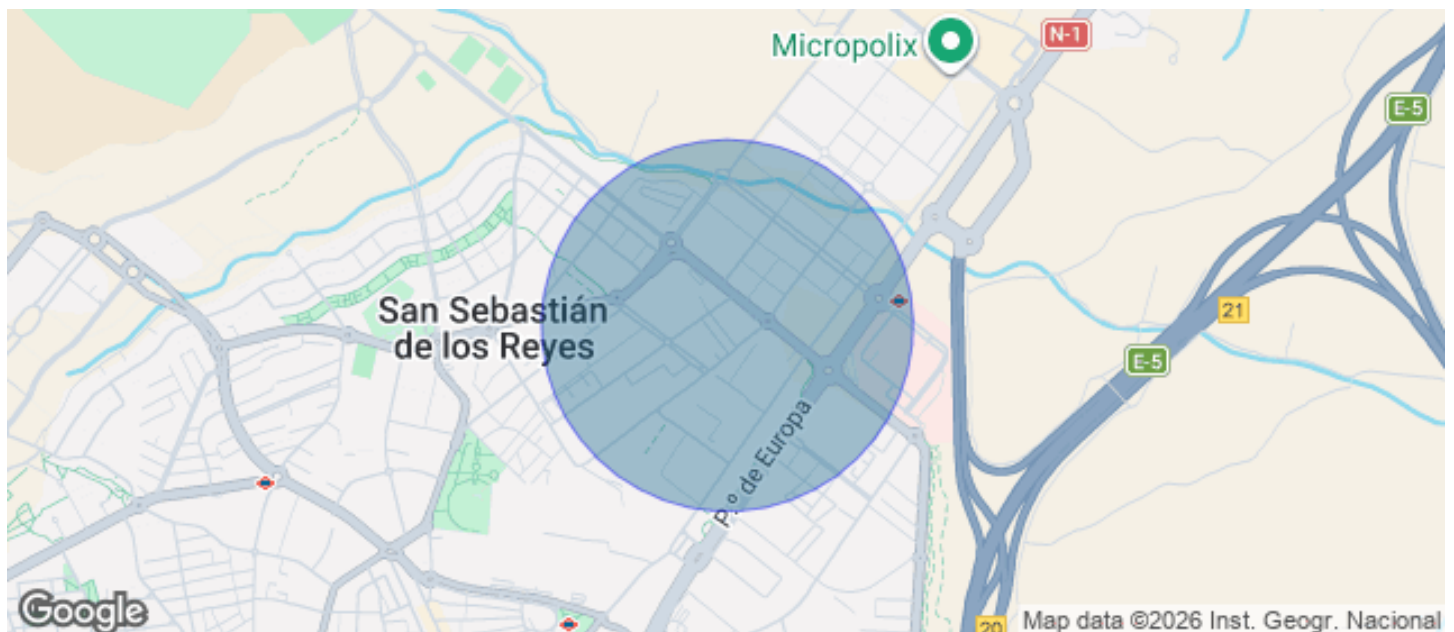 Micropolix
N-1
E-5
San Sebastián
de los Reyes
21
E-5
P.º de Europa
Google
20
Map data ©2026 Inst. Geogr. Nacional